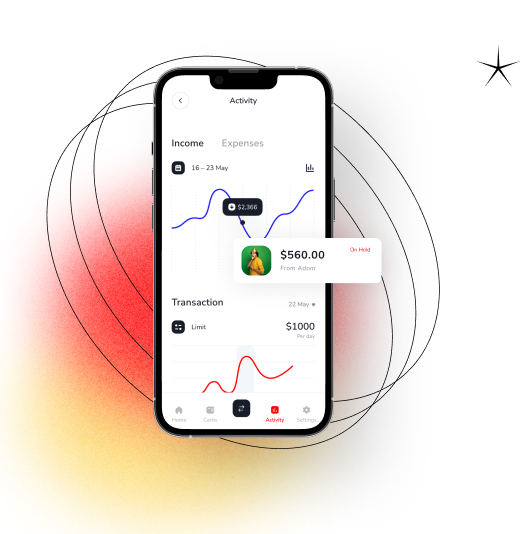 Activity
Income Expenses
16 – 23 May
$2,366
$560.00 On Hold
From Adom
Transaction 22 May
Limit $1000
Per day
Home Cards Activity Settings